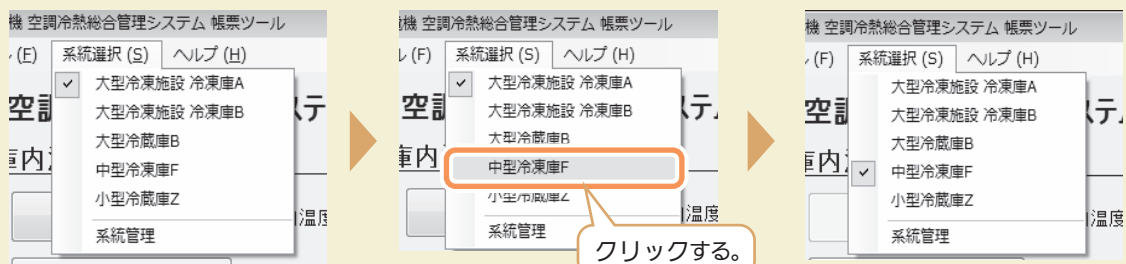 機 空調冷熱総合管理システム 帳票ツール
(F) 系統選択 (S) ヘルプ (H)
大型冷凍施設 冷凍庫A
大型冷凍施設 冷凍庫B
大型冷蔵庫B
中型冷凍庫F
小型冷蔵庫Z
系統管理
空調
ステ
庫内
温度
機 空調冷熱総合管理システム 帳票ツール
ル (F) 系統選択 (S) ヘルプ (H)
大型冷凍施設 冷凍庫A
大型冷凍施設 冷凍庫B
大型冷蔵庫B
中型冷凍庫F
小型冷蔵庫Z
系統管理
空調
ステ
庫内
温度
クリックする。
機 空調冷熱総合管理システム 帳票ツール
(F) 系統選択 (S) ヘルプ (H)
大型冷凍施設 冷凍庫A
大型冷凍施設 冷凍庫B
大型冷蔵庫B
中型冷凍庫F
小型冷蔵庫Z
系統管理
空調
ステ
庫内
温度